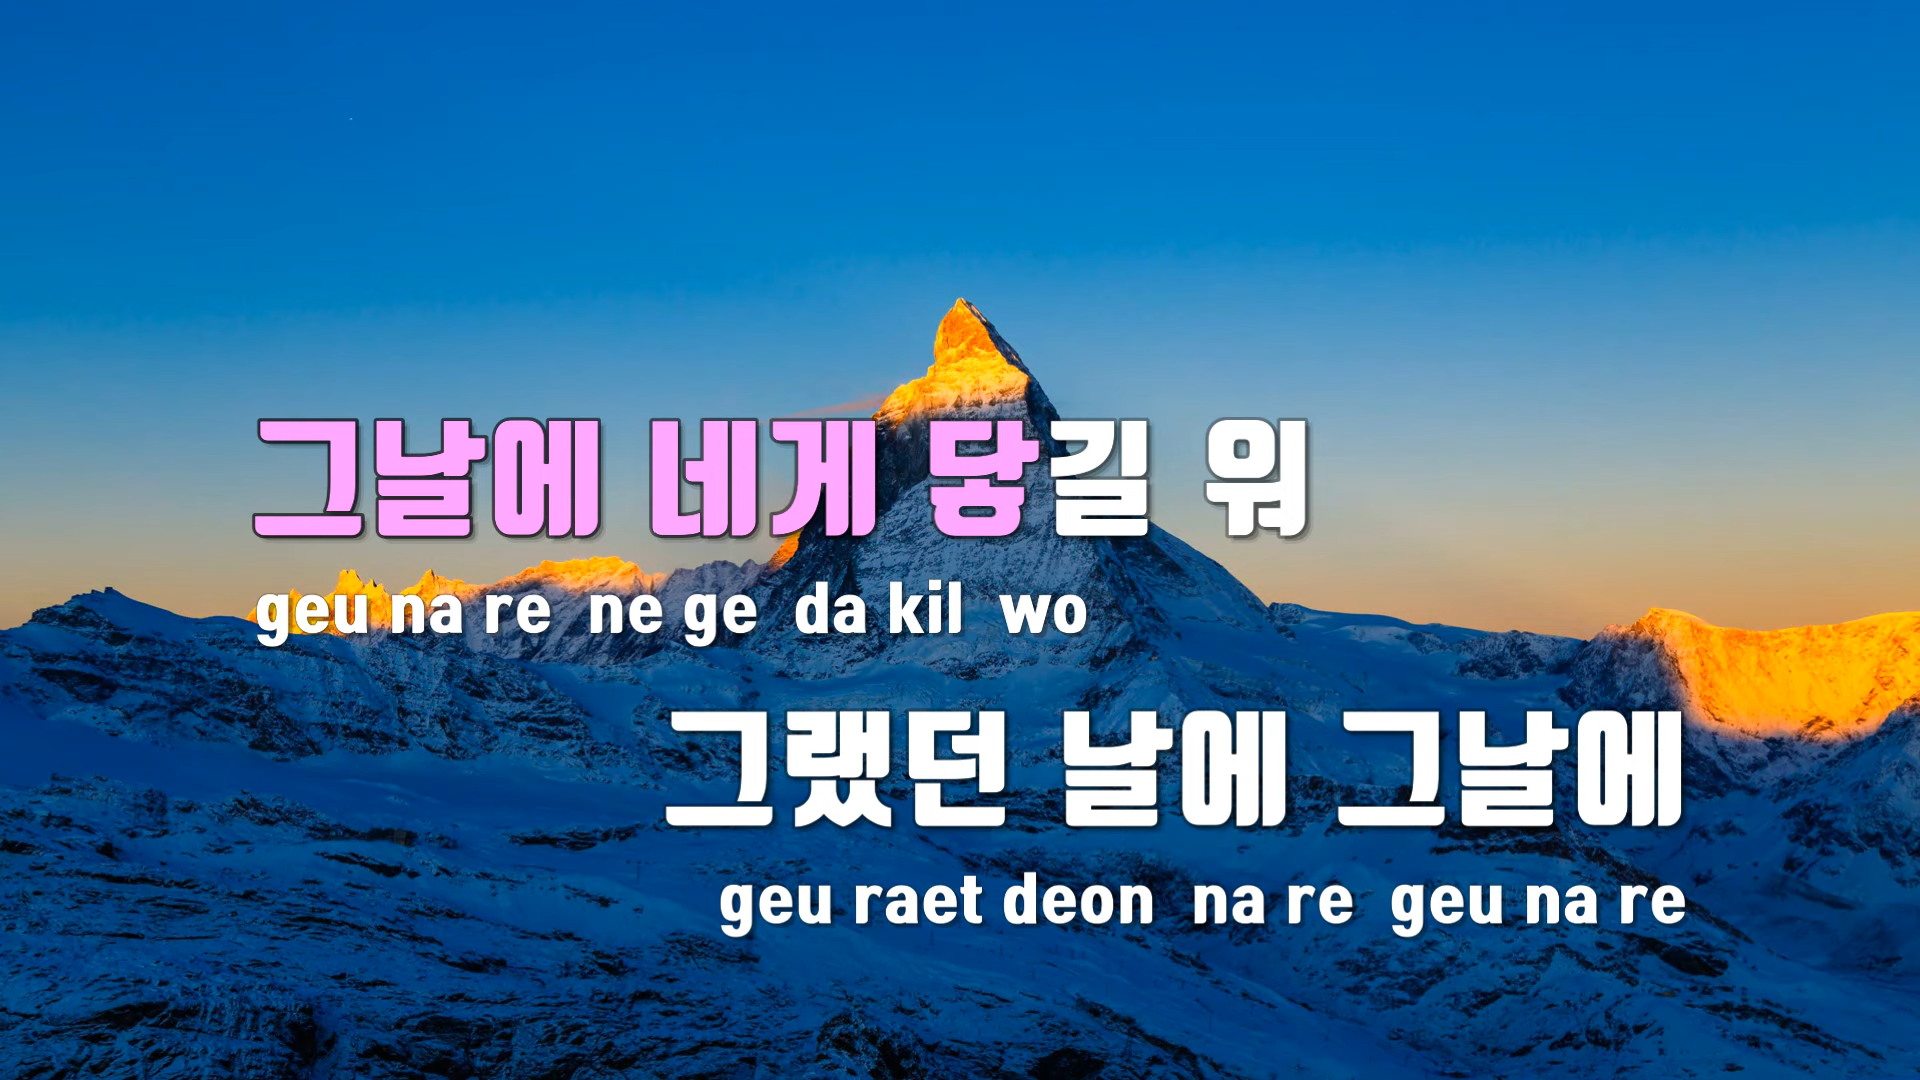 그날에 네게 닿길 워
geu na re ne ge da kil wo
그랬던 날에 그날에
geu raet deon na re geu na re